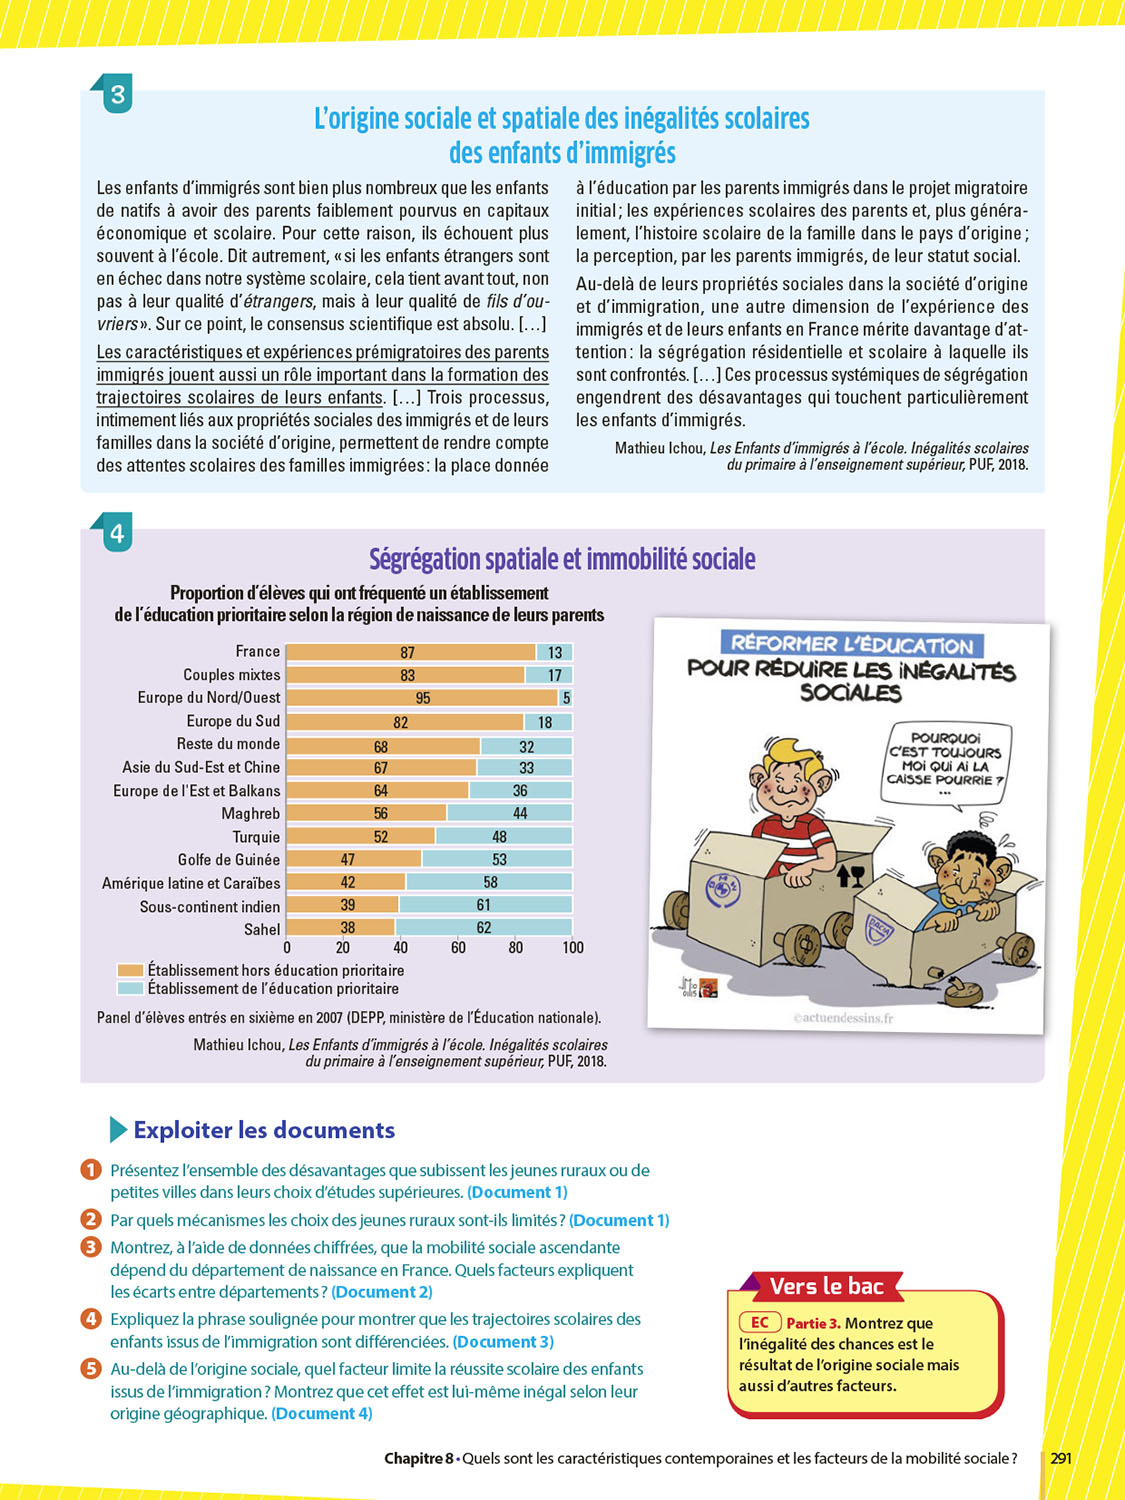 3
L'origine sociale et spatiale des inégalités scolaires
des enfants d'immigrés
Les enfants d'immigrés sont bien plus nombreux que les enfants
de natifs à avoir des parents faiblement pourvus en capitaux
économique et scolaire. Pour cette raison, ils échouent plus
souvent à l'école. Dit autrement, « si les enfants étrangers sont
en échec dans notre système scolaire, cela tient avant tout, non
pas à leur qualité d'étrangers, mais à leur qualité de fils d'ou-
vriers ». Sur ce point, le consensus scientifique est absolu. […]
Les caractéristiques et expériences prémigratoires des parents
immigrés jouent aussi un rôle important dans la formation des
trajectoires scolaires de leurs enfants. […] Trois processus,
intimement liés aux propriétés sociales des immigrés et de leurs
familles dans la société d'origine, permettent de rendre compte
des attentes scolaires des familles immigrées : la place donnée
à l'éducation par les parents immigrés dans le projet migratoire
initial ; les expériences scolaires des parents et, plus généra-
lement, l'histoire scolaire de la famille dans le pays d'origine ;
la perception, par les parents immigrés, de leur statut social.
Au-delà de leurs propriétés sociales dans la société d'origine
et d'immigration, une autre dimension de l'expérience des
immigrés et de leurs enfants en France mérite davantage d'at-
tention : la ségrégation résidentielle et scolaire à laquelle ils
sont confrontés. […] Ces processus systémiques de ségrégation
engendrent des désavantages qui touchent particulièrement
les enfants d'immigrés.
Mathieu Ichou, Les Enfants d'immigrés à l'école. Inégalités scolaires
du primaire à l'enseignement supérieur, PUF, 2018.
4
Ségrégation spatiale et immobilité sociale
Proportion d'élèves qui ont fréquenté un établissement
de l'éducation prioritaire selon la région de naissance de leurs parents
France 87 13
Couples mixtes 83 17
Europe du Nord/Ouest 95 5
Europe du Sud 82 18
Reste du monde 68 32
Asie du Sud-Est et Chine 67 33
Europe de l'Est et Balkans 64 36
Maghreb 56 44
Turquie 52 48
Golfe de Guinée 47 53
Amérique latine et Caraïbes 42 58
Sous-continent indien 39 61
Sahel 38 62
0 20 40 60 80 100
Établissement hors éducation prioritaire
Établissement de l'éducation prioritaire
Panel d'élèves entrés en sixième en 2007 (DEPP, ministère de l'Éducation nationale).
Mathieu Ichou, Les Enfants d'immigrés à l'école. Inégalités scolaires
du primaire à l'enseignement supérieur, PUF, 2018.
RÉFORMER L'ÉDUCATION
POUR RÉDUIRE LES INÉGALITÉS
SOCIALES
POURQUOI
C'EST TOUJOURS
MOI QUI AI LA
CAISSE POURRIE ?
...
BMW
DACIA
©actuendessins.fr
Exploiter les documents
1 Présentez l'ensemble des désavantages que subissent les jeunes ruraux ou de
petites villes dans leurs choix d'études supérieures. (Document 1)
2 Par quels mécanismes les choix des jeunes ruraux sont-ils limités ? (Document 1)
3 Montrez, à l'aide de données chiffrées, que la mobilité sociale ascendante
dépend du département de naissance en France. Quels facteurs expliquent
les écarts entre départements ? (Document 2)
4 Expliquez la phrase soulignée pour montrer que les trajectoires scolaires des
enfants issus de l'immigration sont différenciées. (Document 3)
5 Au-delà de l'origine sociale, quel facteur limite la réussite scolaire des enfants
issus de l'immigration ? Montrez que cet effet est lui-même inégal selon leur
origine géographique. (Document 4)
Vers le bac
EC Partie 3. Montrez que
l'inégalité des chances est le
résultat de l'origine sociale mais
aussi d'autres facteurs.
Chapitre 8 • Quels sont les caractéristiques contemporaines et les facteurs de la mobilité sociale ? 291